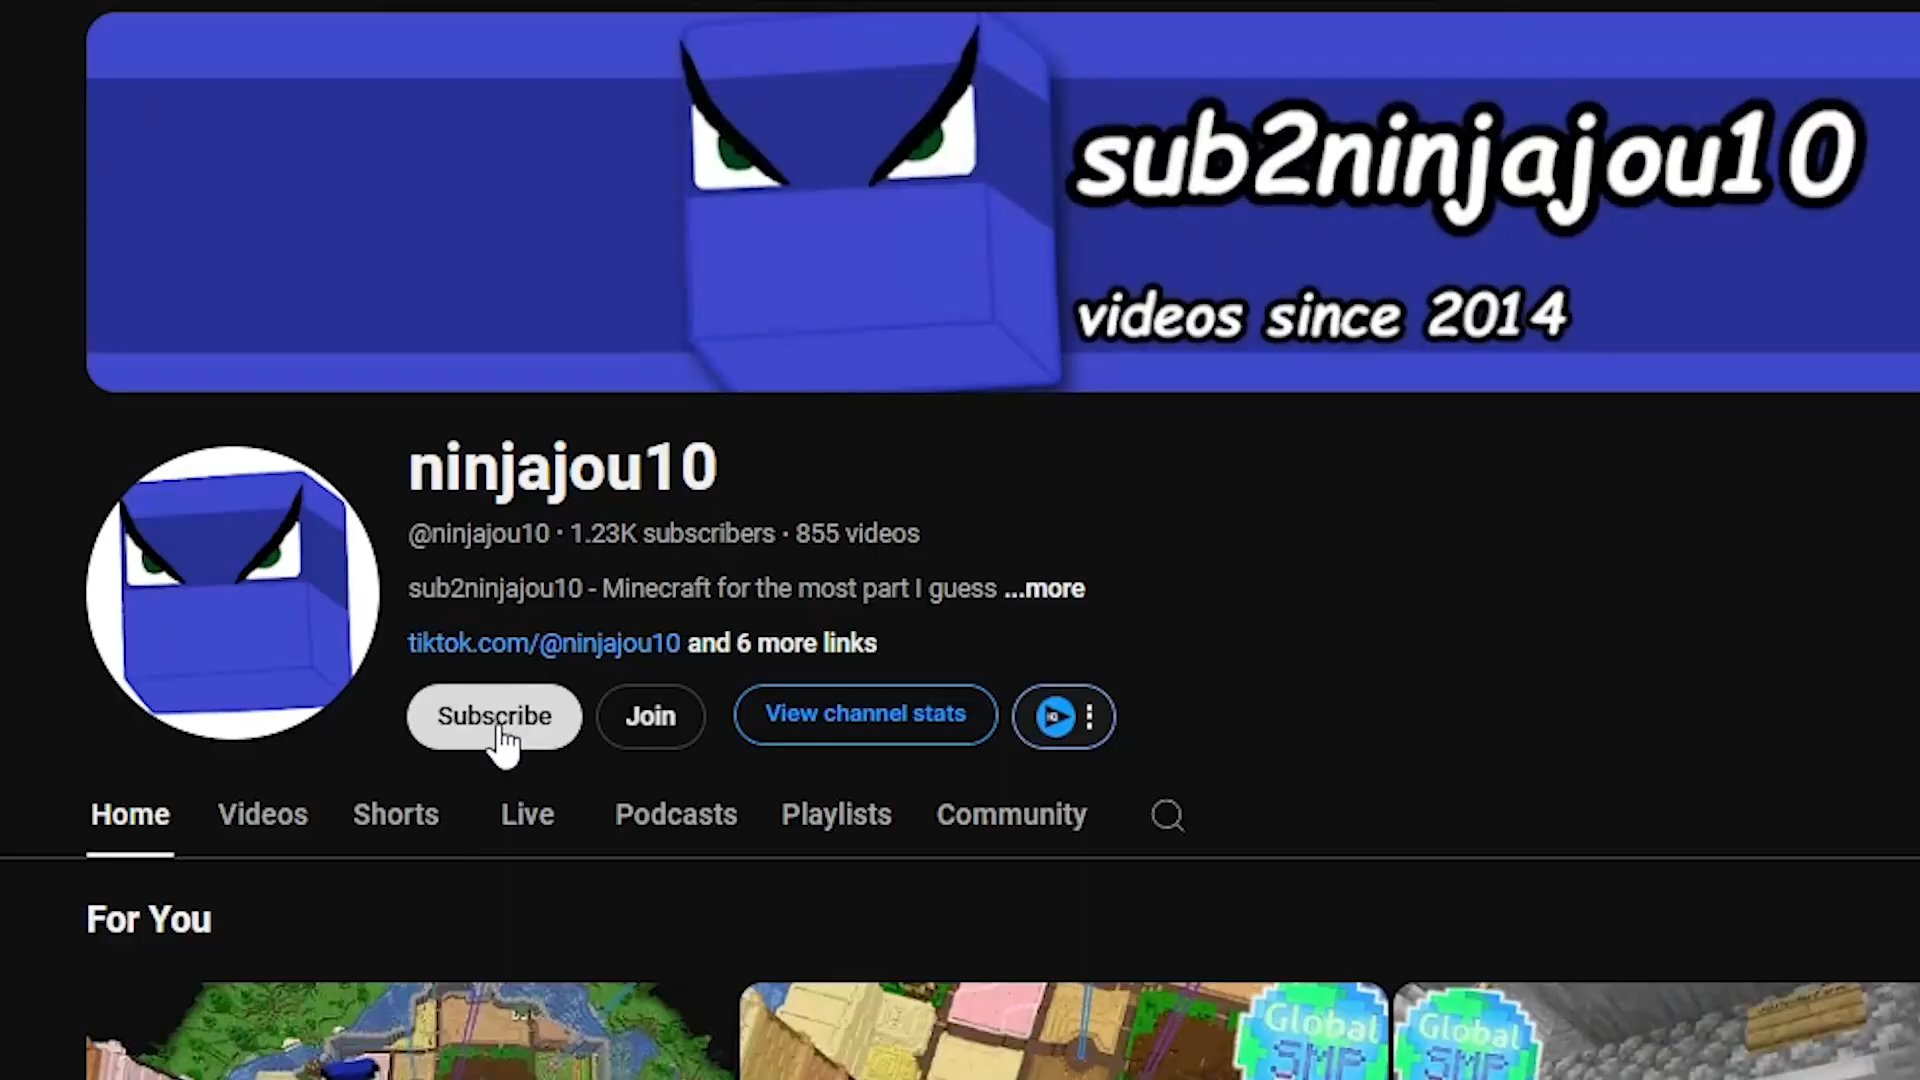 sub2ninjajou10
videos since 2014
ninjajou10
@ninjajou10 · 1.23K subscribers · 855 videos
sub2ninjajou10 - Minecraft for the most part I guess ...more
tiktok.com/@ninjajou10 and 6 more links
Subscribe Join View channel stats
Home Videos Shorts Live Podcasts Playlists Community
For You
Global Global
SMP SMP